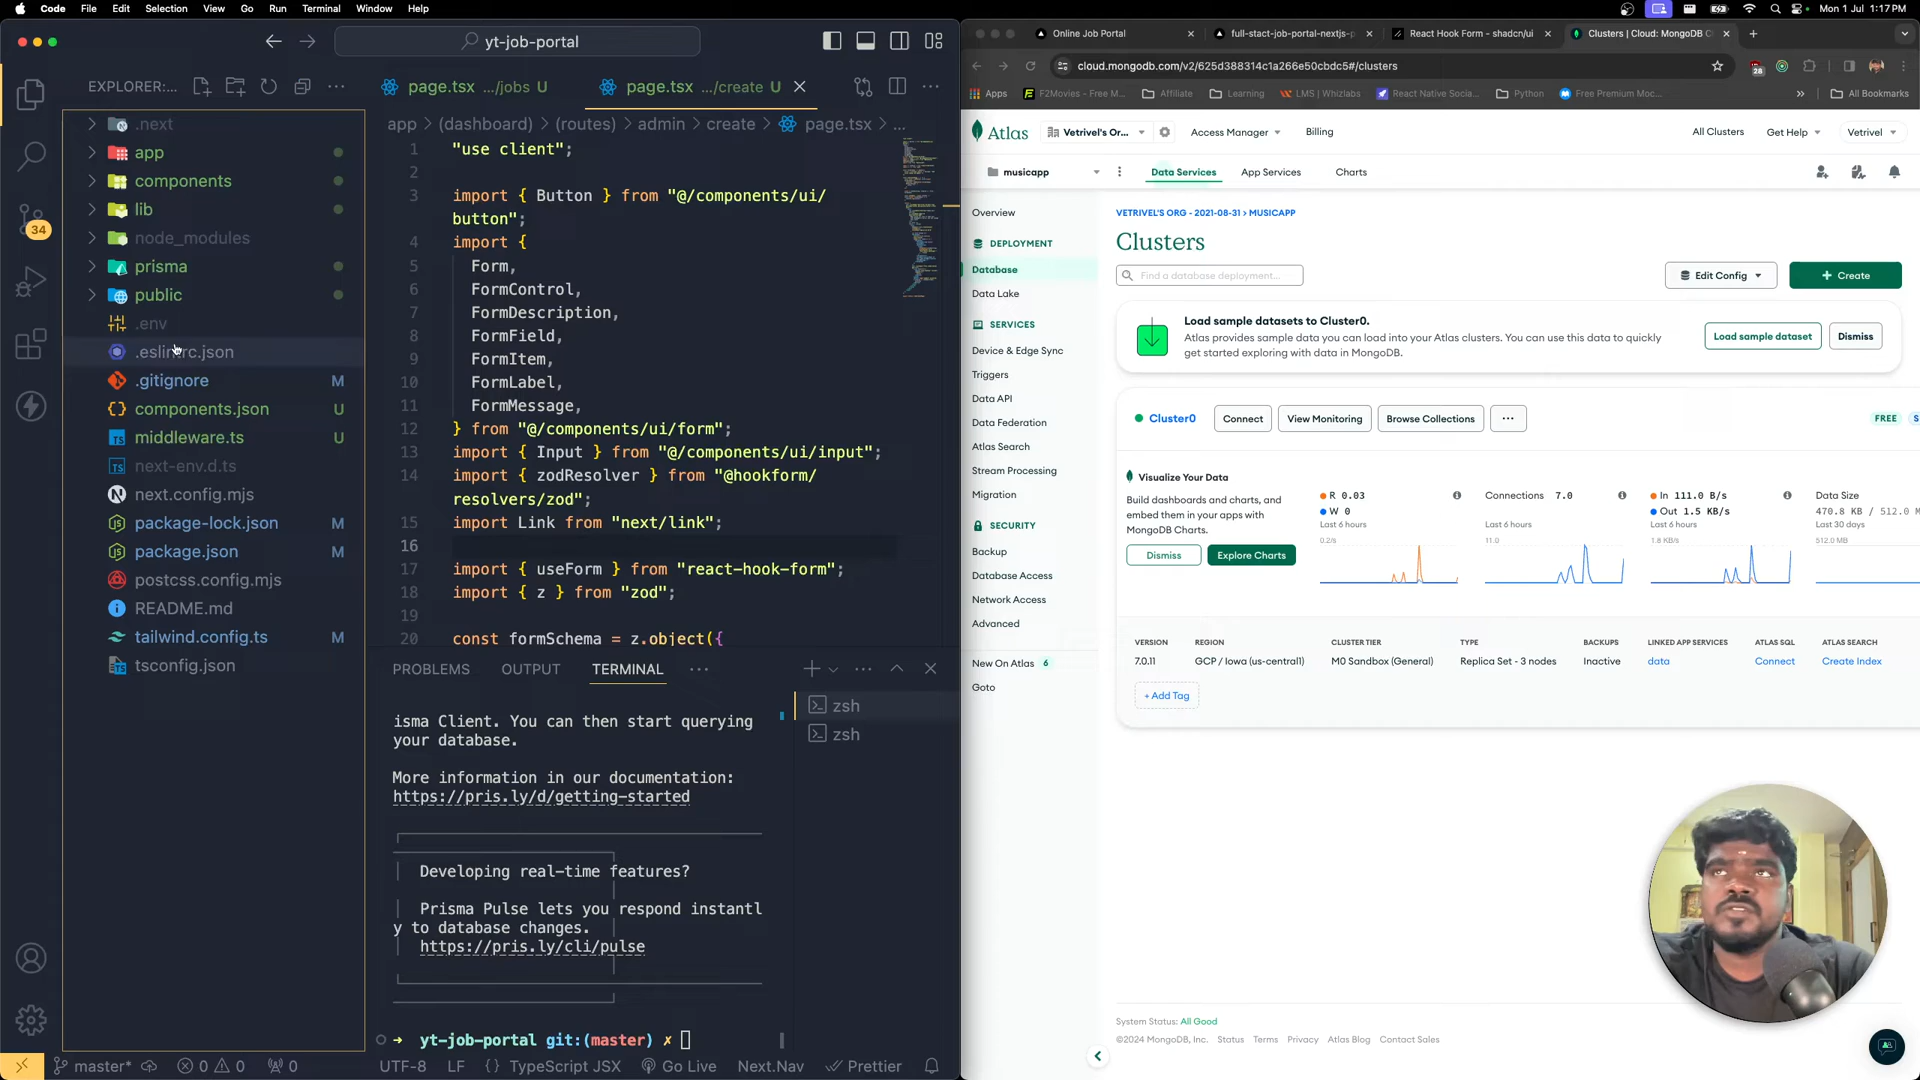 Code File Edit Selection View Go Run Terminal Window Help
Mon 1 Jul 1:17 PM
yt-job-portal
EXPLORER:...
.next
app
components
lib
node_modules
prisma
public
.env
.eslintrc.json
.gitignore M
components.json U
middleware.ts U
next-env.d.ts
next.config.mjs
package-lock.json M
package.json M
postcss.config.mjs
README.md
tailwind.config.ts M
tsconfig.json
34
page.tsx .../jobs U
page.tsx .../create U
app > (dashboard) > (routes) > admin > create > page.tsx > ...
1 "use client";
2
3 import { Button } from "@/components/ui/
button";
4 import {
5 Form,
6 FormControl,
7 FormDescription,
8 FormField,
9 FormItem,
10 FormLabel,
11 FormMessage,
12 } from "@/components/ui/form";
13 import { Input } from "@/components/ui/input";
14 import { zodResolver } from "@hookform/
resolvers/zod";
15 import Link from "next/link";
16
17 import { useForm } from "react-hook-form";
18 import { z } from "zod";
19
20 const formSchema = z.object({
PROBLEMS OUTPUT TERMINAL ...
zsh
zsh
isma Client. You can then start querying
your database.
More information in our documentation:
https://pris.ly/d/getting-started
Developing real-time features?
Prisma Pulse lets you respond instantl
y to database changes.
https://pris.ly/cli/pulse
➜ yt-job-portal git:(master) ✗
master* 0 0 0 UTF-8 LF {} TypeScript JSX Go Live Next.Nav Prettier
Online Job Portal
full-stact-job-portal-nextjs-p
React Hook Form - shadcn/ui
Clusters | Cloud: MongoDB C
cloud.mongodb.com/v2/625d388314c1a266e50cbdc5#/clusters
28
Apps F2Movies - Free M... Affiliate Learning LMS | Whizlabs React Native Socia... Python Free Premium Moc... » All Bookmarks
Atlas Vetrivel's O... Access Manager Billing All Clusters Get Help Vetrivel
musicapp Data Services App Services Charts
Overview
DEPLOYMENT
Database
Data Lake
SERVICES
Device & Edge Sync
Triggers
Data API
Data Federation
Atlas Search
Stream Processing
Migration
SECURITY
Backup
Database Access
Network Access
Advanced
New On Atlas 6
Goto
VETRIVEL'S ORG - 2021-08-31 > MUSICAPP
Clusters
Find a database deployment...
Edit Config
+ Create
Load sample datasets to Cluster0.
Atlas provides sample data you can load into your Atlas clusters. You can use this data to quickly
get started exploring with data in MongoDB.
Load sample dataset
Dismiss
Cluster0 Connect View Monitoring Browse Collections ... FREE S
Visualize Your Data
Build dashboards and charts, and
embed them in your apps with
MongoDB Charts.
Dismiss Explore Charts
R 0.03
W 0
Last 6 hours
0.2/s
Connections 7.0
Last 6 hours
11.0
In 111.0 B/s
Out 1.5 KB/s
Last 6 hours
1.8 KB/s
Data Size
470.8 KB / 512.0 M
Last 30 days
512.0 MB
VERSION REGION CLUSTER TIER TYPE BACKUPS LINKED APP SERVICES ATLAS SQL ATLAS SEARCH
7.0.11 GCP / Iowa (us-central1) M0 Sandbox (General) Replica Set - 3 nodes Inactive data Connect Create Index
+ Add Tag
System Status: All Good
©2024 MongoDB, Inc. Status Terms Privacy Atlas Blog Contact Sales